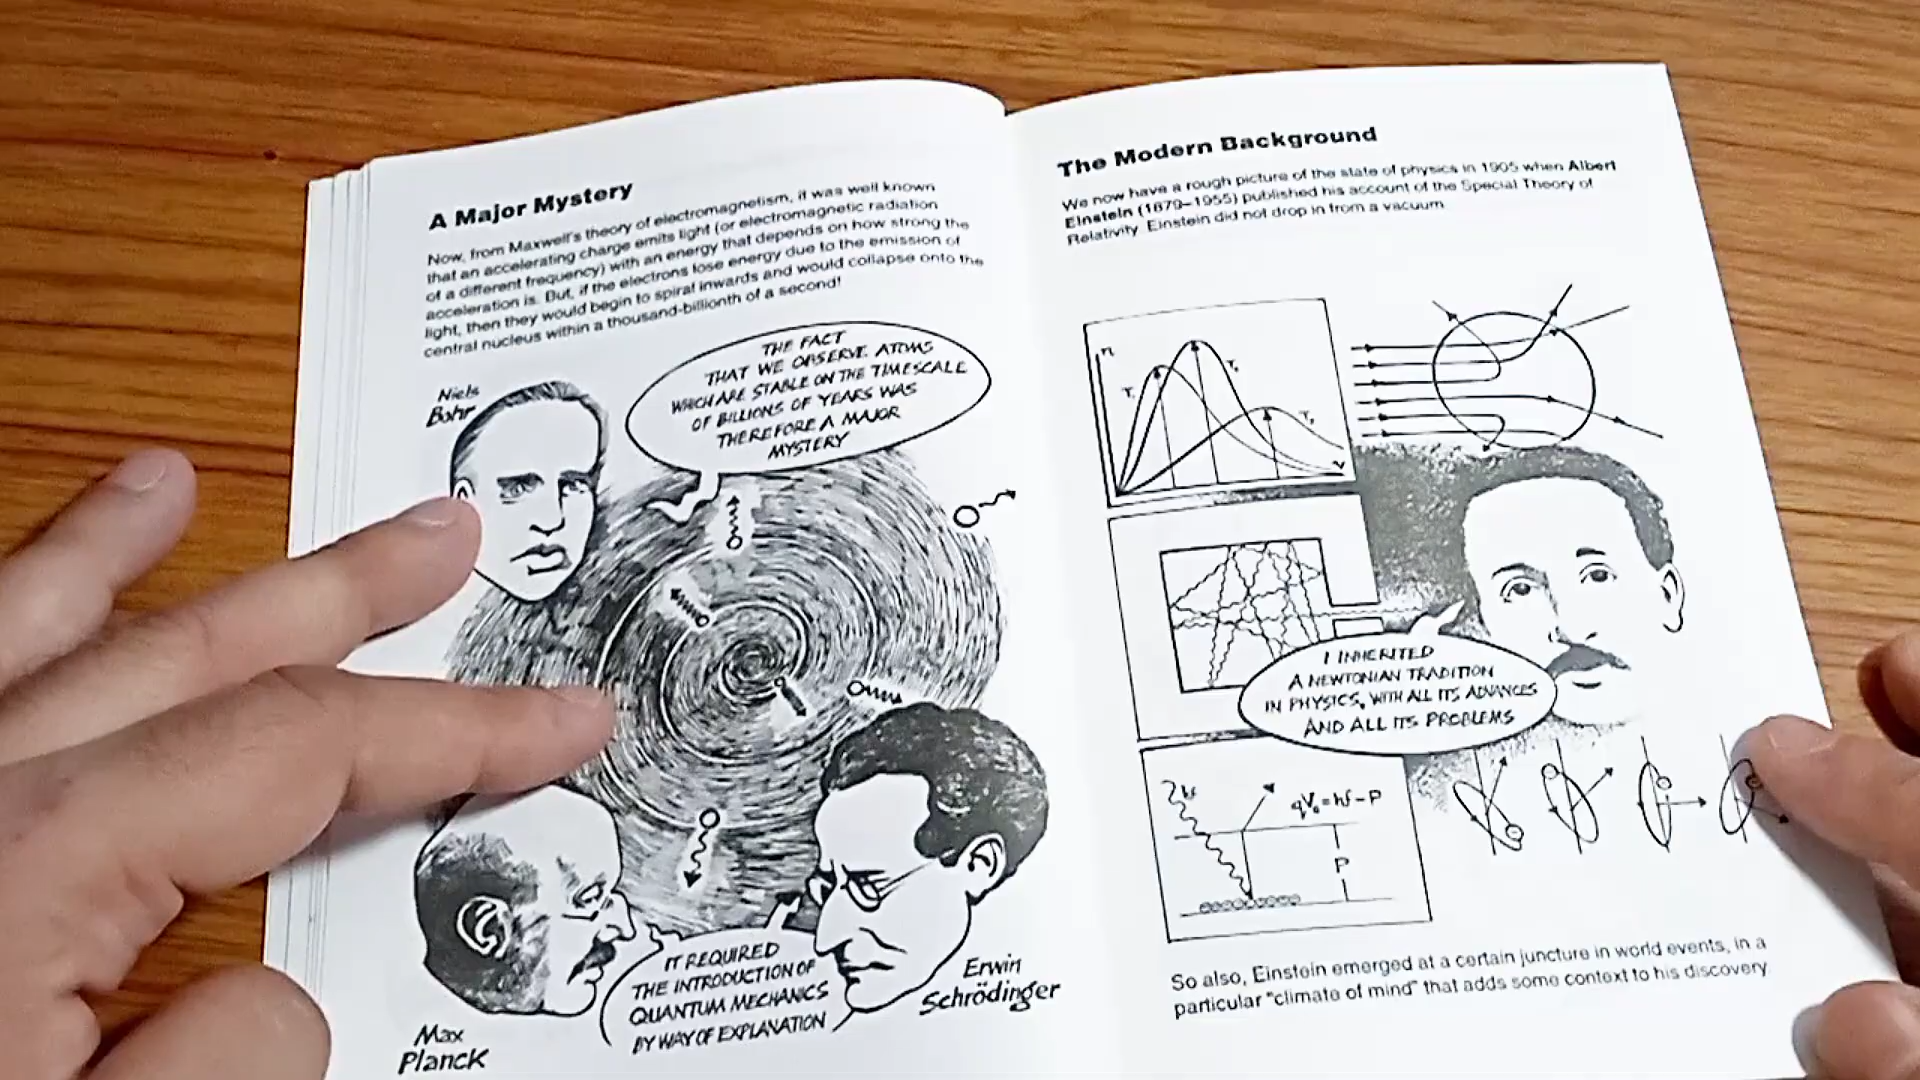 A Major Mystery
Now, from Maxwell's theory of electromagnetism, it was well known
that an accelerating charge emits light (or electromagnetic radiation
of a different frequency) with an energy that depends on how strong the
acceleration is. But, if the electrons lose energy due to the emission of
light, then they would begin to spiral inwards and would collapse onto the
central nucleus within a thousand-billionth of a second!
Niels
Bohr
THE FACT
THAT WE OBSERVE ATOMS
WHICH ARE STABLE ON THE TIMESCALE
OF BILLIONS OF YEARS WAS
THEREFORE A MAJOR
MYSTERY
IT REQUIRED
THE INTRODUCTION OF
QUANTUM MECHANICS
BY WAY OF EXPLANATION
Max
Planck
Erwin
Schrödinger
The Modern Background
We now have a rough picture of the state of physics in 1905 when Albert
Einstein (1879–1955) published his account of the Special Theory of
Relativity. Einstein did not drop in from a vacuum.
I INHERITED
A NEWTONIAN TRADITION
IN PHYSICS, WITH ALL ITS ADVANCES
AND ALL ITS PROBLEMS
hf
qV₀=hf-P
P
So also, Einstein emerged at a certain juncture in world events, in a
particular "climate of mind" that adds some context to his discovery.